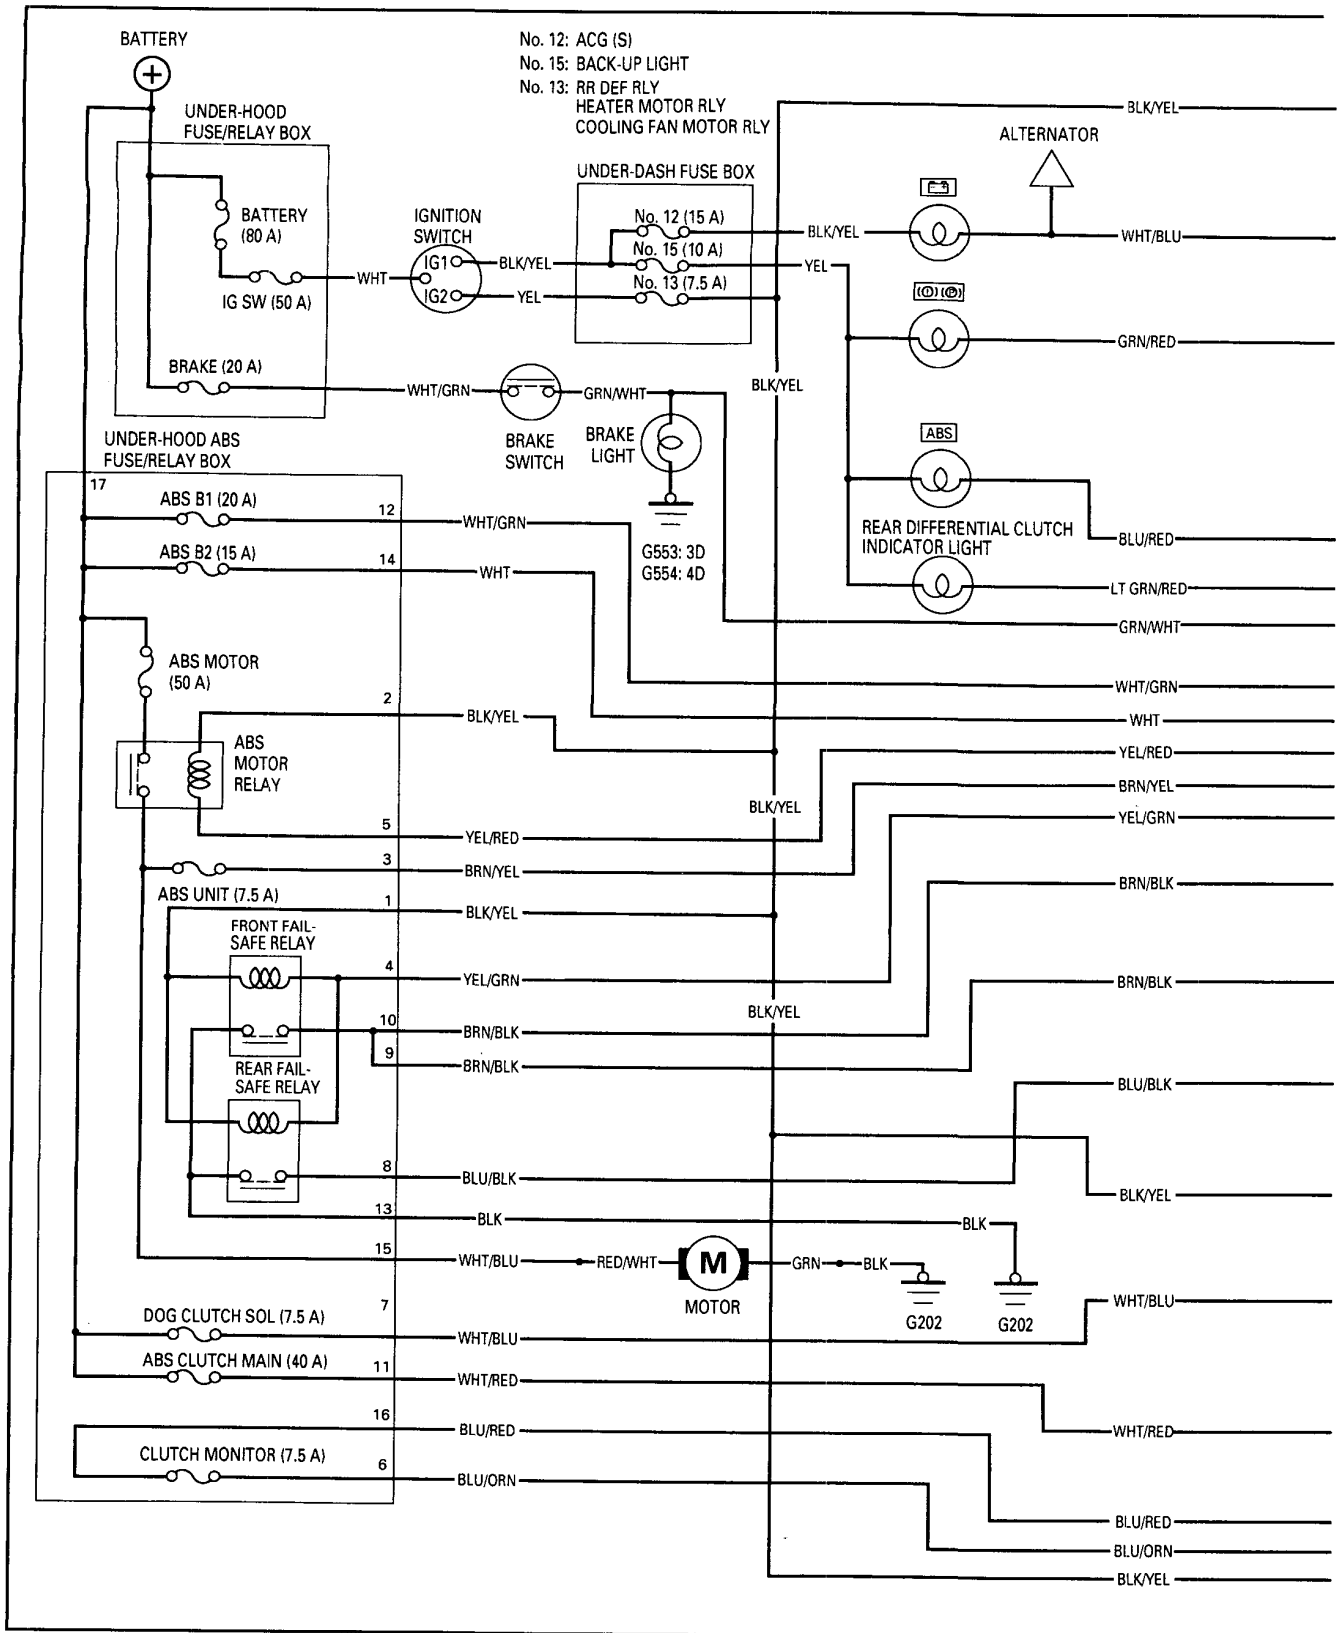 BATTERY
No. 12: ACG (S)
No. 15: BACK-UP LIGHT
No. 13: RR DEF RLY
HEATER MOTOR RLY
COOLING FAN MOTOR RLY
UNDER-HOOD
FUSE/RELAY BOX
BLK/YEL
ALTERNATOR
UNDER-DASH FUSE BOX
BATTERY
(80 A)
IGNITION
SWITCH
No. 12 (15 A)
BLK/YEL
WHT/BLU
IG1
BLK/YEL
No. 15 (10 A)
YEL
WHT
IG SW (50 A)
IG2
YEL
No. 13 (7.5 A)
GRN/RED
BRAKE (20 A)
WHT/GRN
GRN/WHT
BLK/YEL
BRAKE
SWITCH
BRAKE
LIGHT
ABS
UNDER-HOOD ABS
FUSE/RELAY BOX
17
ABS B1 (20 A)
12
WHT/GRN
REAR DIFFERENTIAL CLUTCH
INDICATOR LIGHT
BLU/RED
ABS B2 (15 A)
14
WHT
G553: 3D
G554: 4D
LT GRN/RED
GRN/WHT
ABS MOTOR
(50 A)
WHT/GRN
2
BLK/YEL
WHT
ABS
MOTOR
RELAY
YEL/RED
BRN/YEL
BLK/YEL
YEL/GRN
5
YEL/RED
3
BRN/YEL
BRN/BLK
ABS UNIT (7.5 A)
1
BLK/YEL
FRONT FAIL-
SAFE RELAY
4
YEL/GRN
BRN/BLK
BLK/YEL
10
BRN/BLK
9
BRN/BLK
REAR FAIL-
SAFE RELAY
BLU/BLK
8
BLU/BLK
BLK/YEL
13
BLK
BLK
15
WHT/BLU
RED/WHT
M
GRN
BLK
MOTOR
G202
G202
WHT/BLU
7
DOG CLUTCH SOL (7.5 A)
WHT/BLU
ABS CLUTCH MAIN (40 A)
11
WHT/RED
16
BLU/RED
WHT/RED
CLUTCH MONITOR (7.5 A)
6
BLU/ORN
BLU/RED
BLU/ORN
BLK/YEL